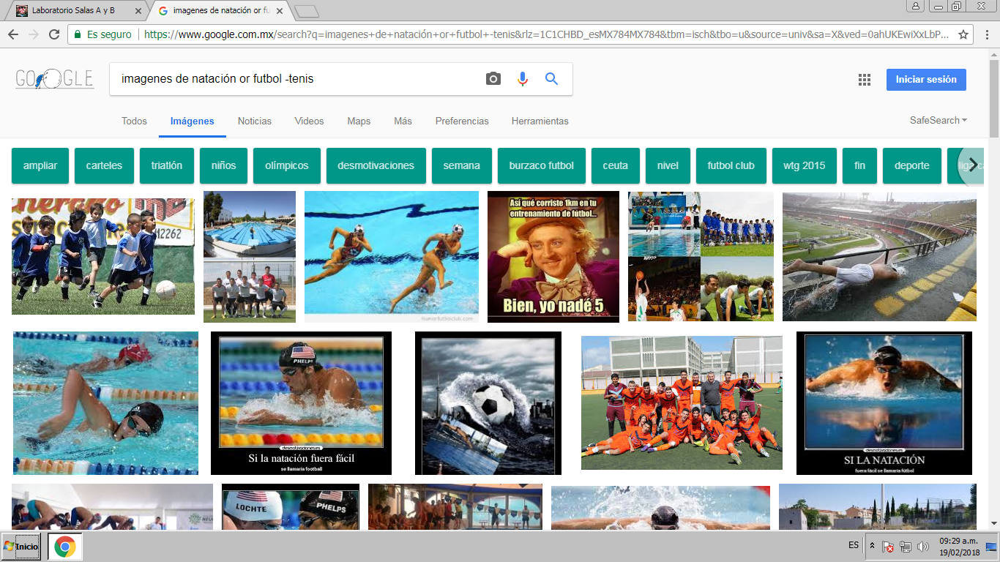 Laboratorio Salas A y B
imagenes de natación or fu
Es seguro
https://www.google.com.mx/search?q=imagenes+de+natación+or+futbol+-tenis&rlz=1C1CHBD_esMX784MX784&tbm=isch&tbo=u&source=univ&sa=X&ved=0ahUKEwiXxLbP...
GOOGLE
imagenes de natación or futbol -tenis
Iniciar sesión
Todos
Imágenes
Noticias
Videos
Maps
Más
Preferencias
Herramientas
SafeSearch
ampliar
carteles
triatlón
niños
olímpicos
desmotivaciones
semana
burzaco futbol
ceuta
nivel
futbol club
wtg 2015
fin
deporte
liga ca
12262
humorfutbolclub.com
Así qué corriste 1km en tu
entrenamiento de fútbol...
Bien, yo nadé 5
PHELPS
desmotivaciones.es
Si la natación fuera fácil
se llamaría football
desmotivaciones.es
SI LA NATACIÓN
fuera fácil se llamaría fútbol
LOCHTE
PHELPS
Inicio
ES
09:29 a.m.
19/02/2018